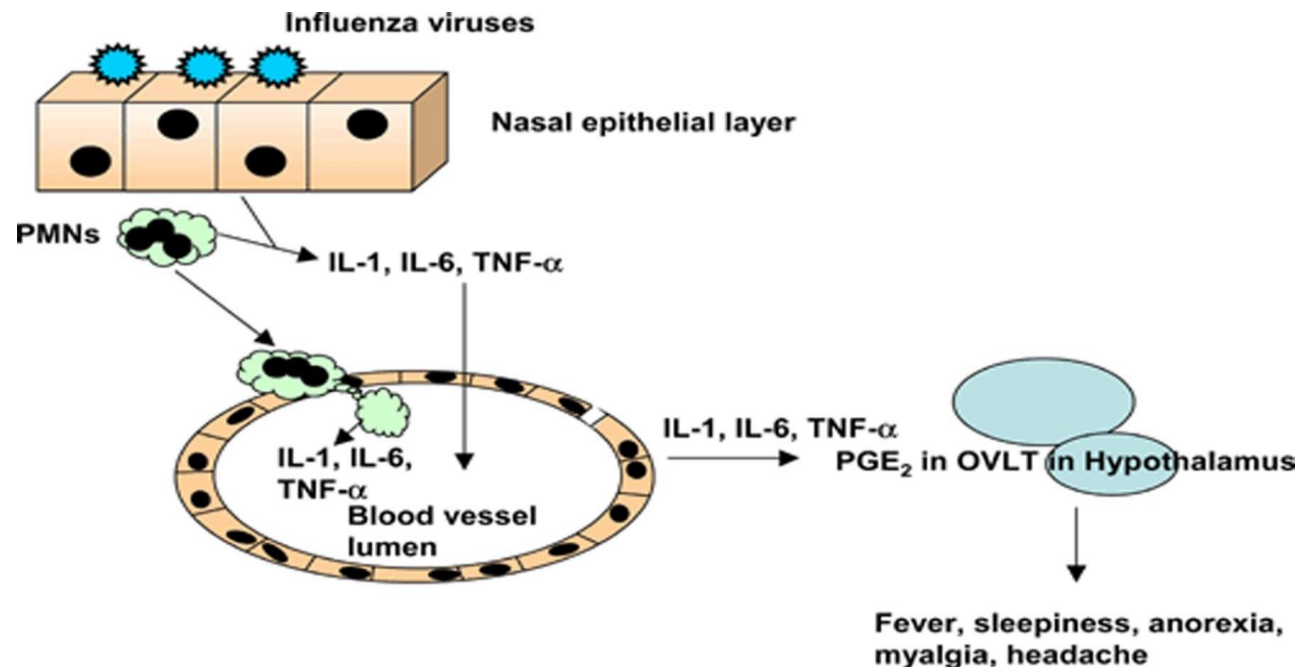 Influenza viruses
Nasal epithelial layer
PMNs
IL-1, IL-6, TNF-α
IL-1, IL-6,
TNF-α
Blood vessel
lumen
IL-1, IL-6, TNF-α
PGE₂ in OVLT in Hypothalamus
Fever, sleepiness, anorexia,
myalgia, headache